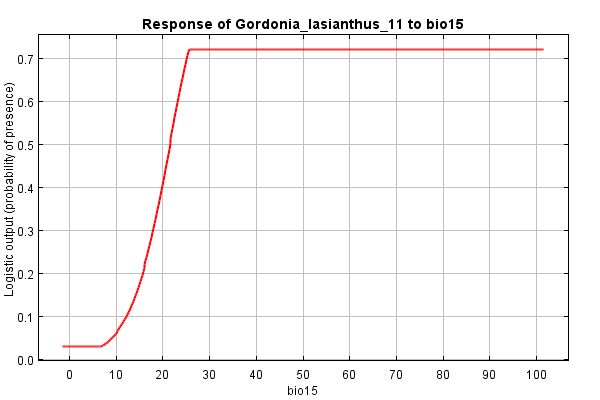 Response of Gordonia_lasianthus_11 to bio15
Logistic output (probability of presence)
0.7
0.6
0.5
0.4
0.3
0.2
0.1
0.0
0 10 20 30 40 50 60 70 80 90 100
bio15